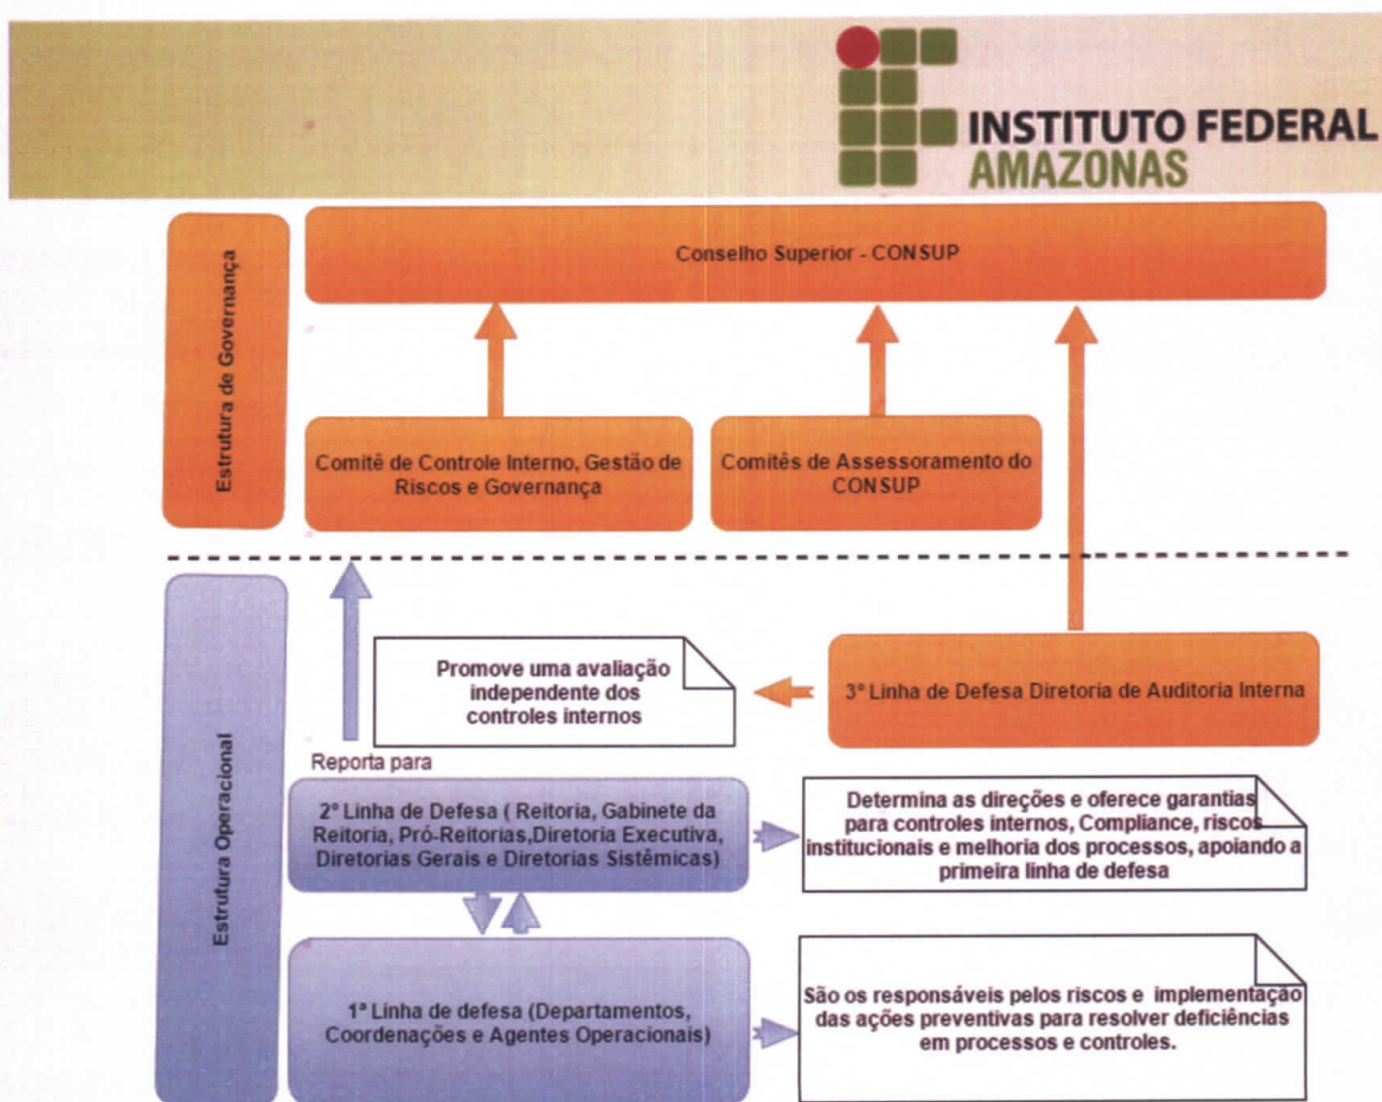 INSTITUTO FEDERAL
AMAZONAS
Estrutura de Governança
Conselho Superior - CONSUP
Comitê de Controle Interno, Gestão de
Riscos e Governança
Comitês de Assessoramento do
CONSUP
Estrutura Operacional
Promove uma avaliação
independente dos
controles internos
3ª Linha de Defesa Diretoria de Auditoria Interna
Reporta para
2ª Linha de Defesa ( Reitoria, Gabinete da
Reitoria, Pró-Reitorias,Diretoria Executiva,
Diretorias Gerais e Diretorias Sistêmicas)
Determina as direções e oferece garantias
para controles internos, Compliance, riscos
institucionais e melhoria dos processos, apoiando a
primeira linha de defesa
1ª Linha de defesa (Departamentos,
Coordenações e Agentes Operacionais)
São os responsáveis pelos riscos e implementação
das ações preventivas para resolver deficiências
em processos e controles.